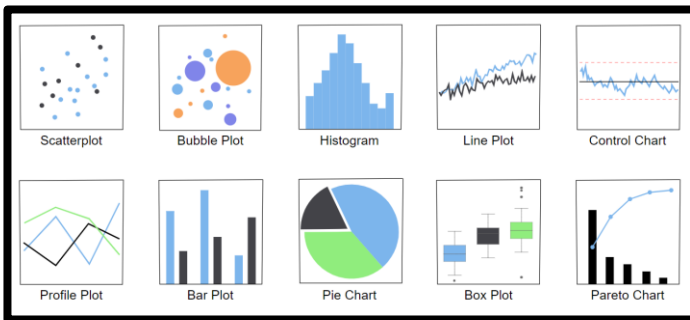 Scatterplot
Bubble Plot
Histogram
Line Plot
Control Chart
Profile Plot
Bar Plot
Pie Chart
Box Plot
Pareto Chart